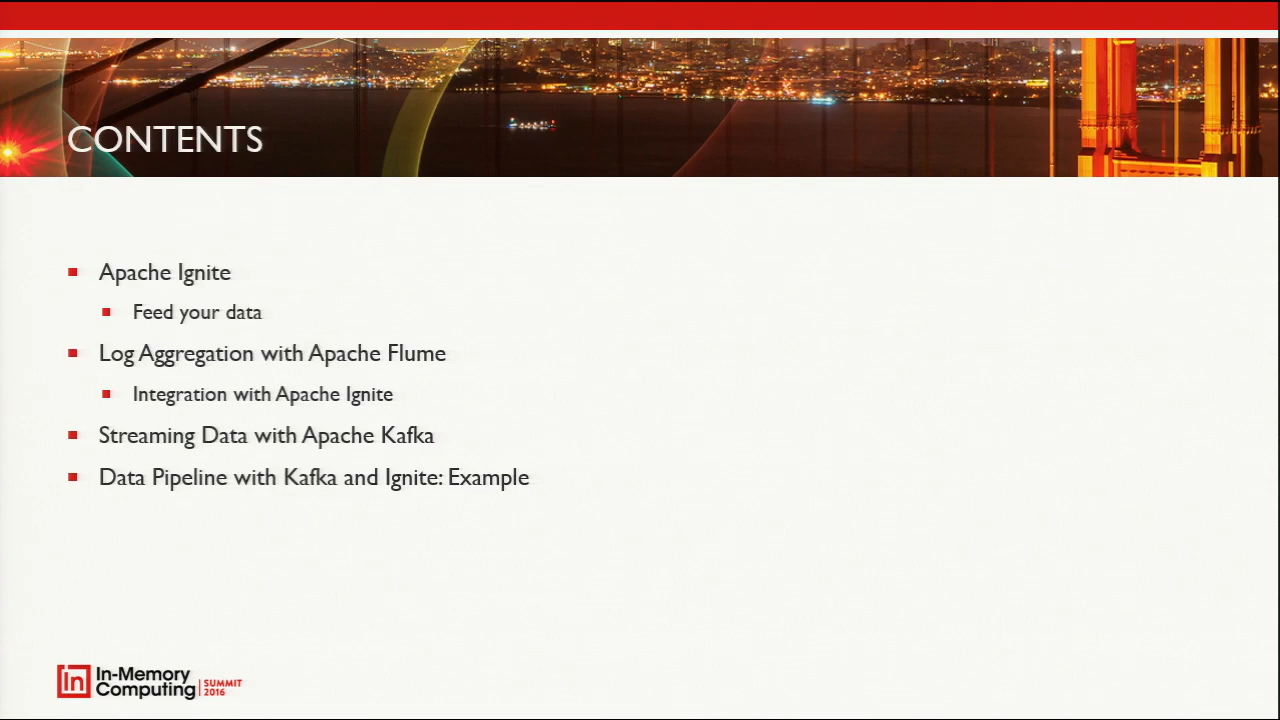 CONTENTS
Apache Ignite
Feed your data
Log Aggregation with Apache Flume
Integration with Apache Ignite
Streaming Data with Apache Kafka
Data Pipeline with Kafka and Ignite: Example
in In-Memory
Computing
SUMMIT
2016